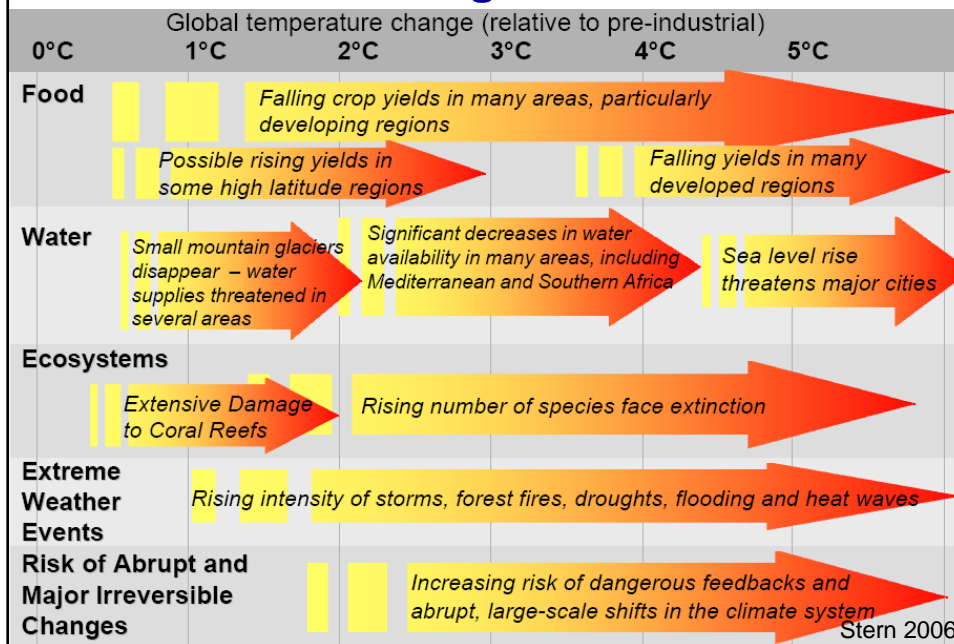 Global temperature change (relative to pre-industrial)
0°C 1°C 2°C 3°C 4°C 5°C
Food
Falling crop yields in many areas, particularly
developing regions
Possible rising yields in
some high latitude regions
Falling yields in many
developed regions
Water
Small mountain glaciers
disappear – water
supplies threatened in
several areas
Significant decreases in water
availability in many areas, including
Mediterranean and Southern Africa
Sea level rise
threatens major cities
Ecosystems
Extensive Damage
to Coral Reefs
Rising number of species face extinction
Extreme
Weather
Events
Rising intensity of storms, forest fires, droughts, flooding and heat waves
Risk of Abrupt and
Major Irreversible
Changes
Increasing risk of dangerous feedbacks and
abrupt, large-scale shifts in the climate system
Stern 2006